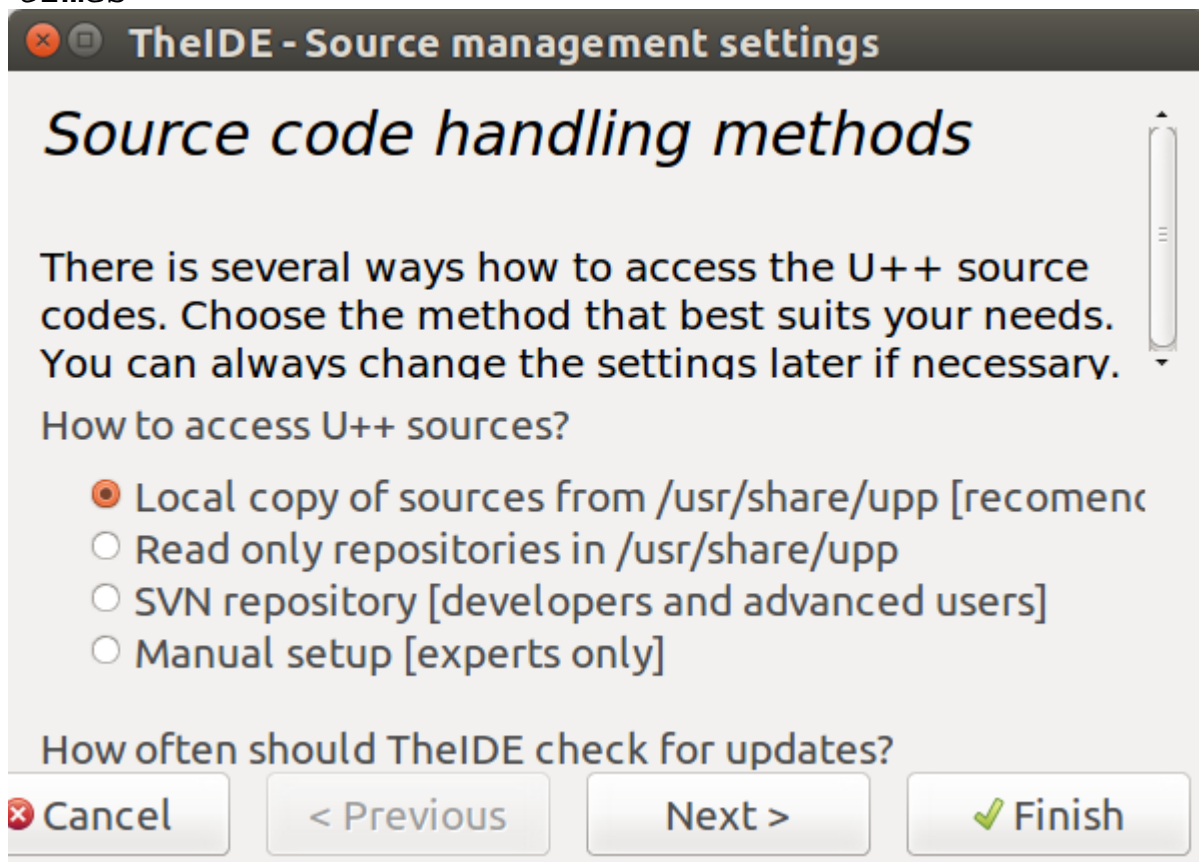 TheIDE - Source management settings
Source code handling methods
There is several ways how to access the U++ source
codes. Choose the method that best suits your needs.
You can always change the settings later if necessary.
How to access U++ sources?
Local copy of sources from /usr/share/upp [recomend
Read only repositories in /usr/share/upp
SVN repository [developers and advanced users]
Manual setup [experts only]
How often should TheIDE check for updates?
Cancel
< Previous
Next >
Finish